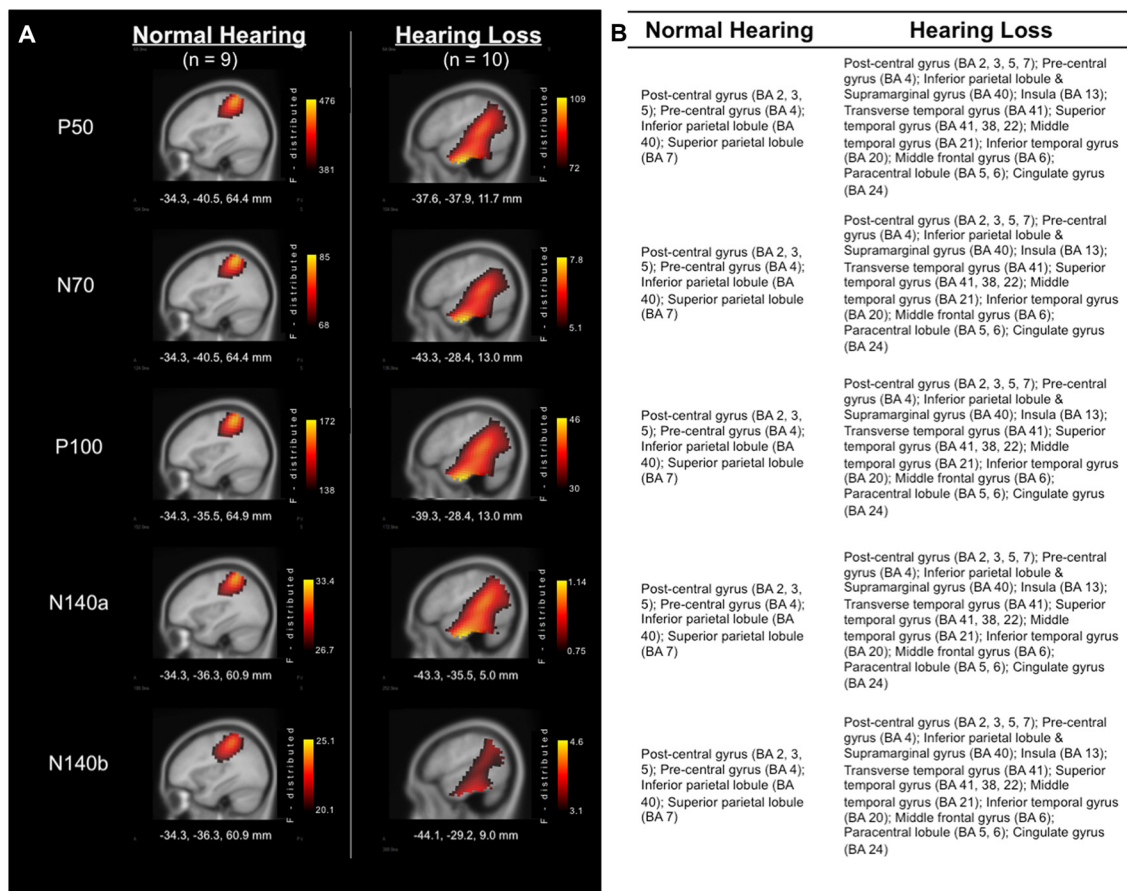 A
Normal Hearing
(n = 9)
Hearing Loss
(n = 10)
P50
476
381
F - distributed
-34.3, -40.5, 64.4 mm
109
72
F - distributed
-37.6, -37.9, 11.7 mm
N70
85
68
F - distributed
-34.3, -40.5, 64.4 mm
7.8
5.1
F - distributed
-43.3, -28.4, 13.0 mm
P100
172
138
F - distributed
-34.3, -35.5, 64.9 mm
46
30
F - distributed
-39.3, -28.4, 13.0 mm
N140a
33.4
26.7
F - distributed
-34.3, -36.3, 60.9 mm
1.14
0.75
F - distributed
-43.3, -35.5, 5.0 mm
N140b
25.1
20.1
F - distributed
-34.3, -36.3, 60.9 mm
4.6
3.1
F - distributed
-44.1, -29.2, 9.0 mm
B
Normal Hearing
Hearing Loss
Post-central gyrus (BA 2, 3,
5); Pre-central gyrus (BA 4);
Inferior parietal lobule (BA
40); Superior parietal lobule
(BA 7)
Post-central gyrus (BA 2, 3, 5, 7); Pre-central
gyrus (BA 4); Inferior parietal lobule &
Supramarginal gyrus (BA 40); Insula (BA 13);
Transverse temporal gyrus (BA 41); Superior
temporal gyrus (BA 41, 38, 22); Middle
temporal gyrus (BA 21); Inferior temporal gyrus
(BA 20); Middle frontal gyrus (BA 6);
Paracentral lobule (BA 5, 6); Cingulate gyrus
(BA 24)
Post-central gyrus (BA 2, 3,
5); Pre-central gyrus (BA 4);
Inferior parietal lobule (BA
40); Superior parietal lobule
(BA 7)
Post-central gyrus (BA 2, 3, 5, 7); Pre-central
gyrus (BA 4); Inferior parietal lobule &
Supramarginal gyrus (BA 40); Insula (BA 13);
Transverse temporal gyrus (BA 41); Superior
temporal gyrus (BA 41, 38, 22); Middle
temporal gyrus (BA 21); Inferior temporal gyrus
(BA 20); Middle frontal gyrus (BA 6);
Paracentral lobule (BA 5, 6); Cingulate gyrus
(BA 24)
Post-central gyrus (BA 2, 3,
5); Pre-central gyrus (BA 4);
Inferior parietal lobule (BA
40); Superior parietal lobule
(BA 7)
Post-central gyrus (BA 2, 3, 5, 7); Pre-central
gyrus (BA 4); Inferior parietal lobule &
Supramarginal gyrus (BA 40); Insula (BA 13);
Transverse temporal gyrus (BA 41); Superior
temporal gyrus (BA 41, 38, 22); Middle
temporal gyrus (BA 21); Inferior temporal gyrus
(BA 20); Middle frontal gyrus (BA 6);
Paracentral lobule (BA 5, 6); Cingulate gyrus
(BA 24)
Post-central gyrus (BA 2, 3,
5); Pre-central gyrus (BA 4);
Inferior parietal lobule (BA
40); Superior parietal lobule
(BA 7)
Post-central gyrus (BA 2, 3, 5, 7); Pre-central
gyrus (BA 4); Inferior parietal lobule &
Supramarginal gyrus (BA 40); Insula (BA 13);
Transverse temporal gyrus (BA 41); Superior
temporal gyrus (BA 41, 38, 22); Middle
temporal gyrus (BA 21); Inferior temporal gyrus
(BA 20); Middle frontal gyrus (BA 6);
Paracentral lobule (BA 5, 6); Cingulate gyrus
(BA 24)
Post-central gyrus (BA 2, 3,
5); Pre-central gyrus (BA 4);
Inferior parietal lobule (BA
40); Superior parietal lobule
(BA 7)
Post-central gyrus (BA 2, 3, 5, 7); Pre-central
gyrus (BA 4); Inferior parietal lobule &
Supramarginal gyrus (BA 40); Insula (BA 13);
Transverse temporal gyrus (BA 41); Superior
temporal gyrus (BA 41, 38, 22); Middle
temporal gyrus (BA 21); Inferior temporal gyrus
(BA 20); Middle frontal gyrus (BA 6);
Paracentral lobule (BA 5, 6); Cingulate gyrus
(BA 24)